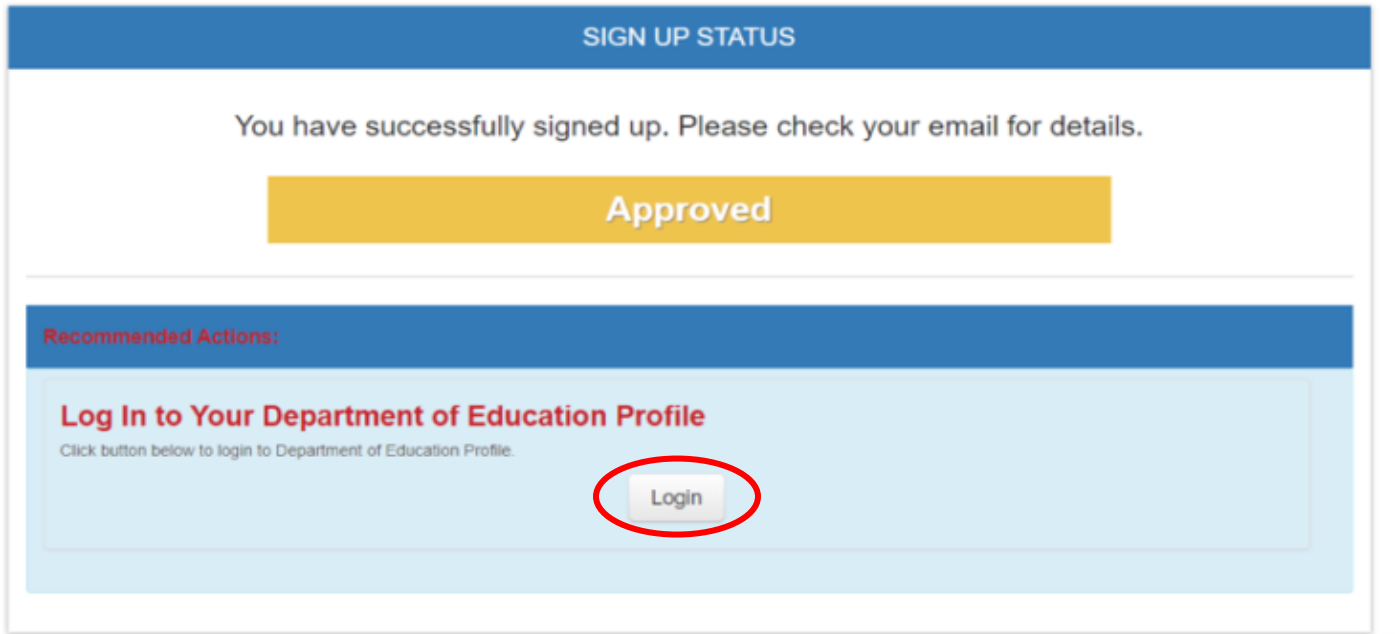 SIGN UP STATUS
You have successfully signed up. Please check your email for details.
Approved
Recommended Actions:
Log In to Your Department of Education Profile
Click button below to login to Department of Education Profile.
Login